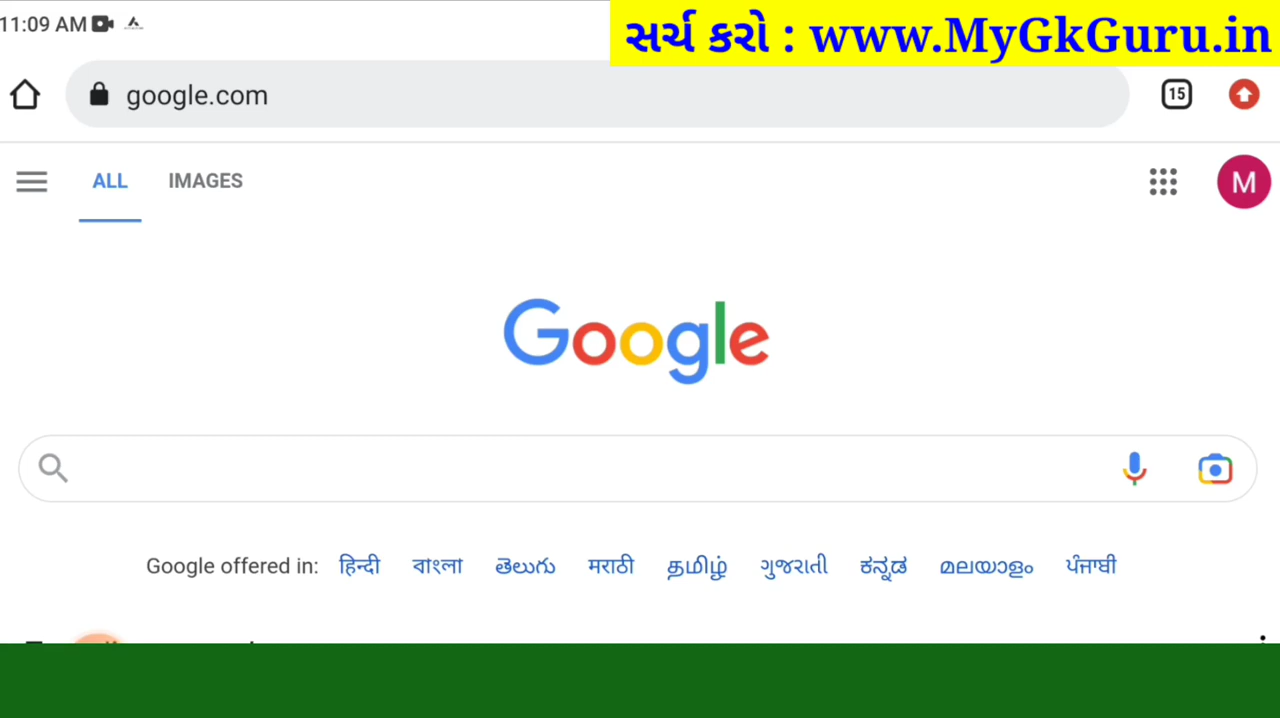 11:09 AM
સર્ચ કરો : www.MyGkGuru.in
google.com
15
ALL IMAGES
M
Google
Google offered in: हिन्दी বাংলা తెలుగు मराठी தமிழ் ગુજરાતી ಕನ್ನಡ മലയാളം ਪੰਜਾਬੀ